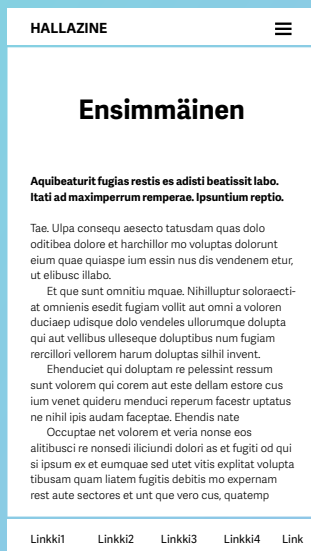 HALLAZINE
Ensimmäinen
Aquibeaturit fugias restis es adisti beatissit labo.
Itati ad maximperrum remperae. Ipsuntium reptio.
Tae. Ulpa consequ aesecto tatusdam quas dolo
oditibea dolore et harchillor mo voluptas dolorunt
eium quae quiaspe ium essin nus dis vendenem etur,
ut elibusc illabo.
Et que sunt omnitiu mquae. Nihilluptur soloraecti-
at omnienis esedit fugiam vollit aut omni a voloren
duciaep udisque dolo vendeles ullorumque dolupta
qui aut vellibus ulleseque doluptibus num fugiam
rercillori vellorem harum doluptas silhil invent.
Ehenduciet qui doluptam re pelessint ressum
sunt volorem qui corem aut este dellam estore cus
ium venet quideru menduci reperum facestr uptatus
ne nihil ipis audam faceptae. Ehendis nate
Occuptae net volorem et veria nonse eos
alitibusci re nonsedi iliciundi dolori as et fugiti od qui
si ipsum ex et eumquae sed utet vitis explitat volupta
tibusam quam liatem fugitis debitis mo expernam
rest aute sectores et unt que vero cus, quatemp
Linkki1 Linkki2 Linkki3 Linkki4 Link